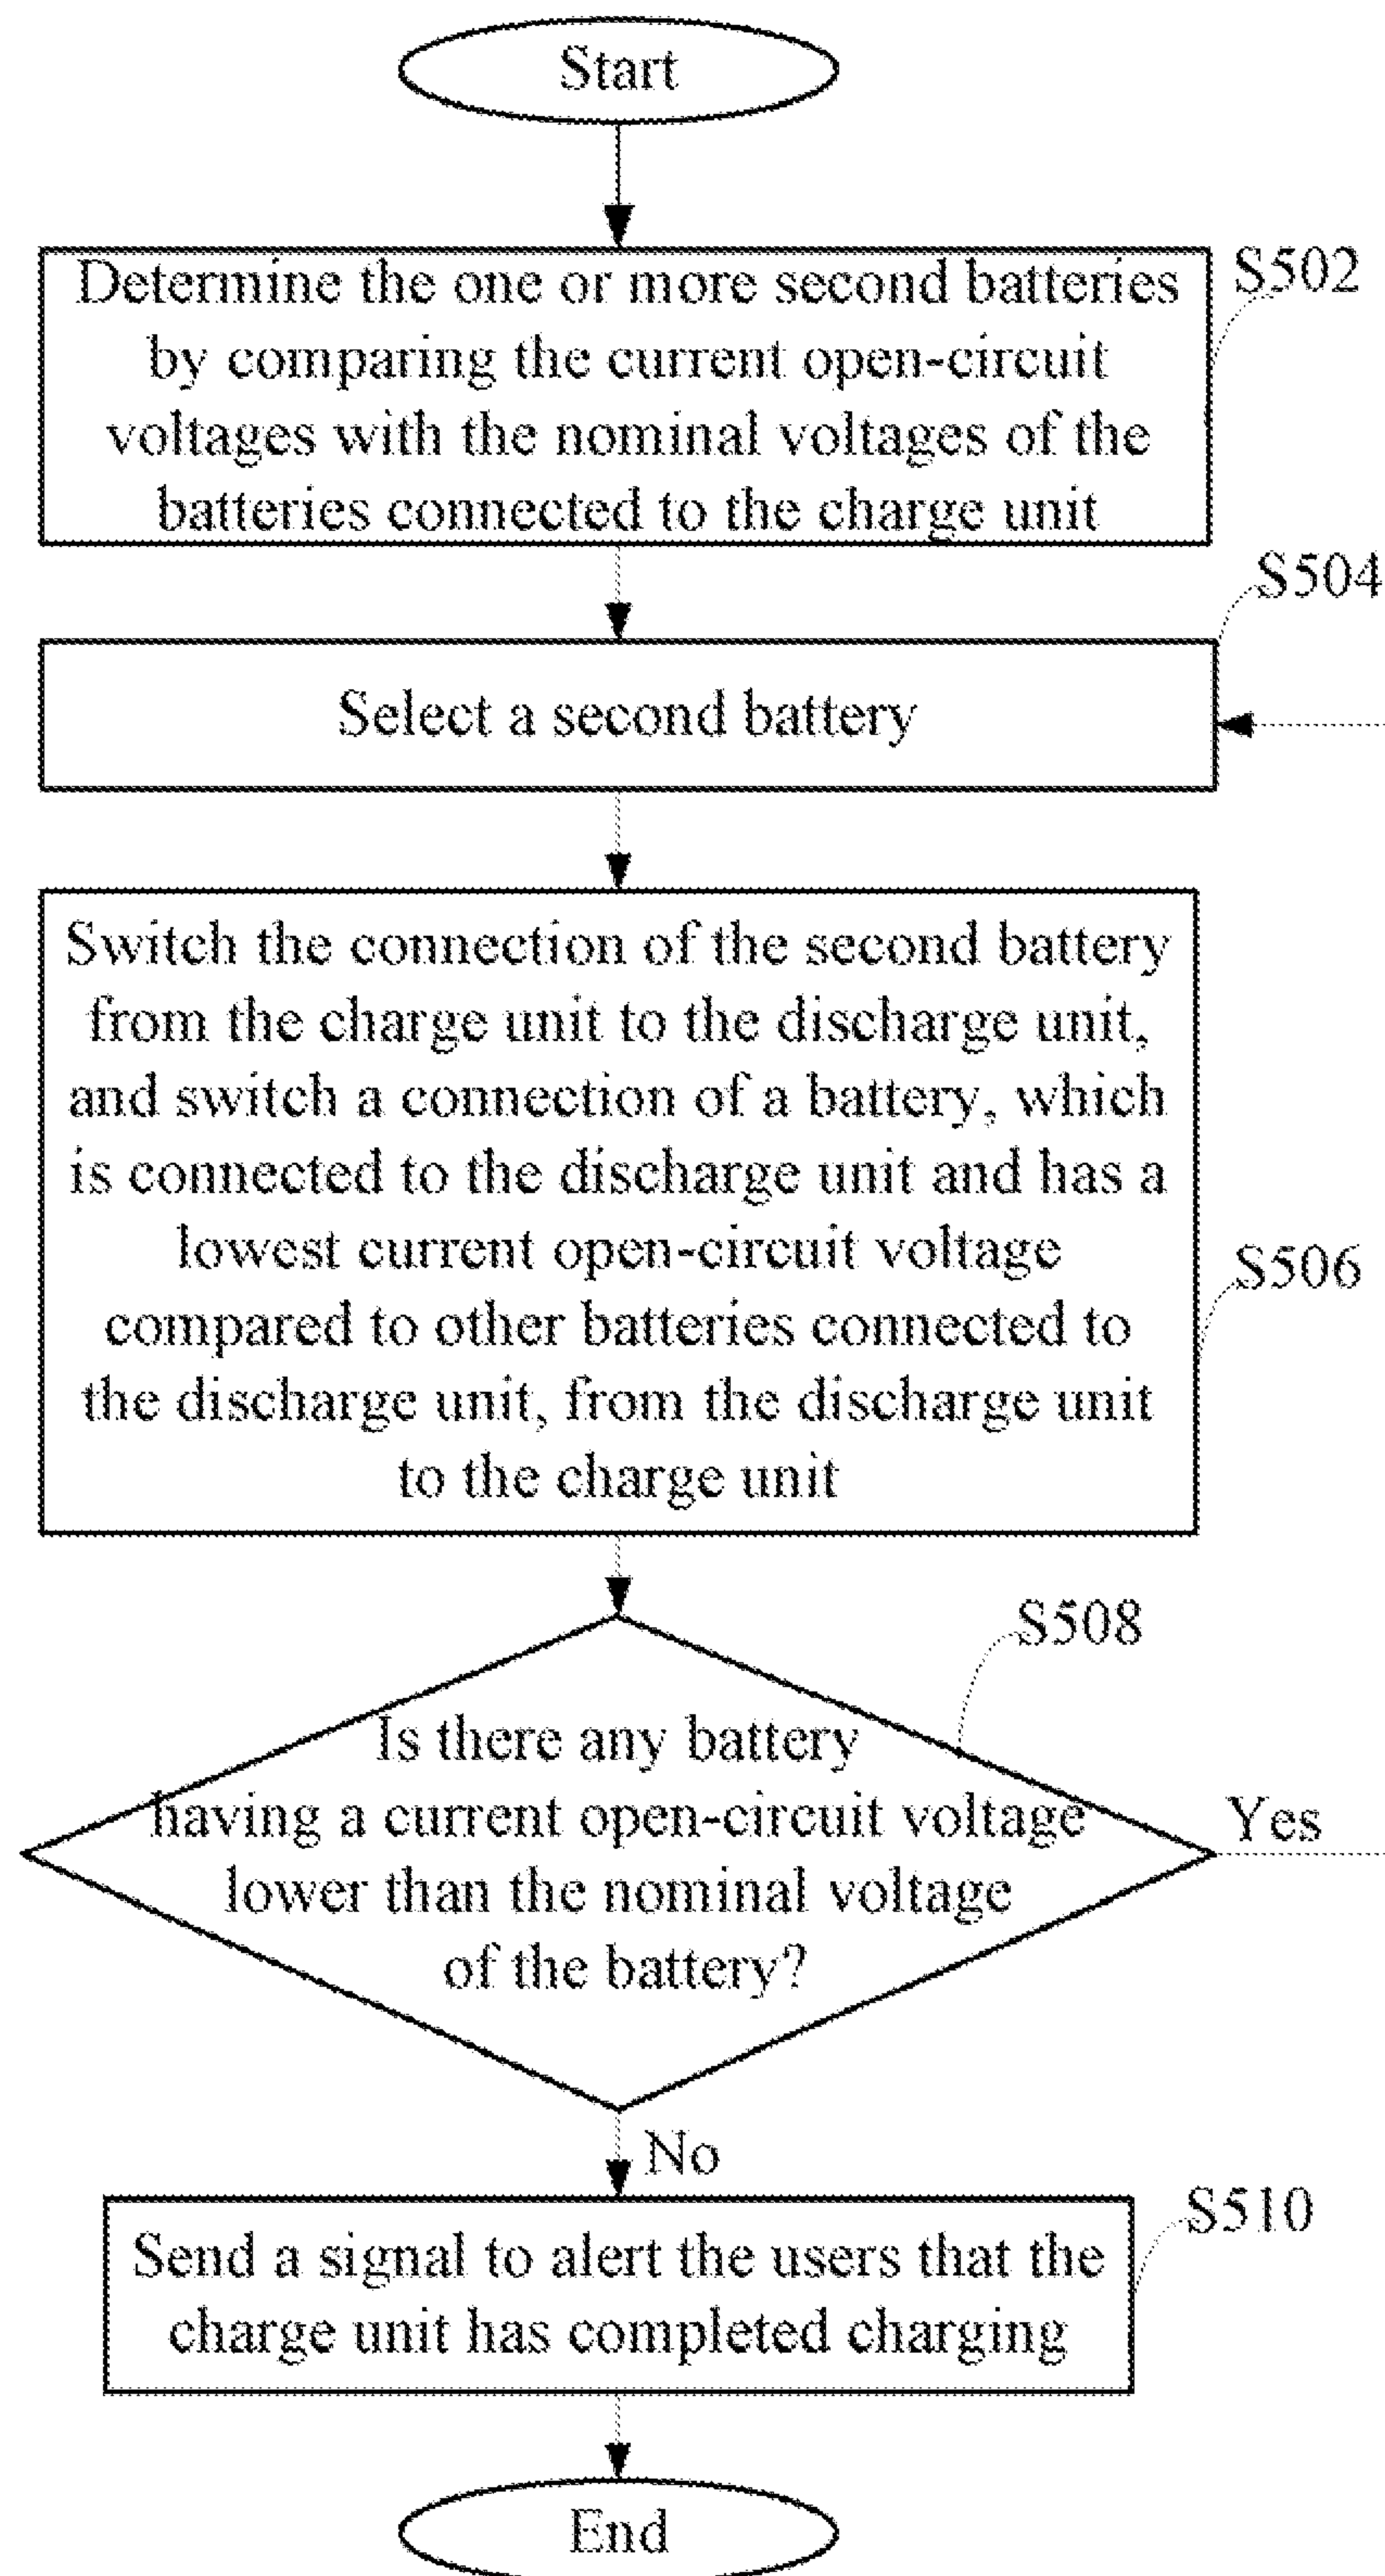 Start
Determine the one or more second batteries
by comparing the current open-circuit
voltages with the nominal voltages of the
batteries connected to the charge unit
S502
S504
Select a second battery
Switch the connection of the second battery
from the charge unit to the discharge unit,
and switch a connection of a battery, which
is connected to the discharge unit and has a
lowest current open-circuit voltage
compared to other batteries connected to
the discharge unit, from the discharge unit
to the charge unit
S506
S508
Is there any battery
having a current open-circuit voltage
lower than the nominal voltage
of the battery?
Yes
No
S510
Send a signal to alert the users that the
charge unit has completed charging
End